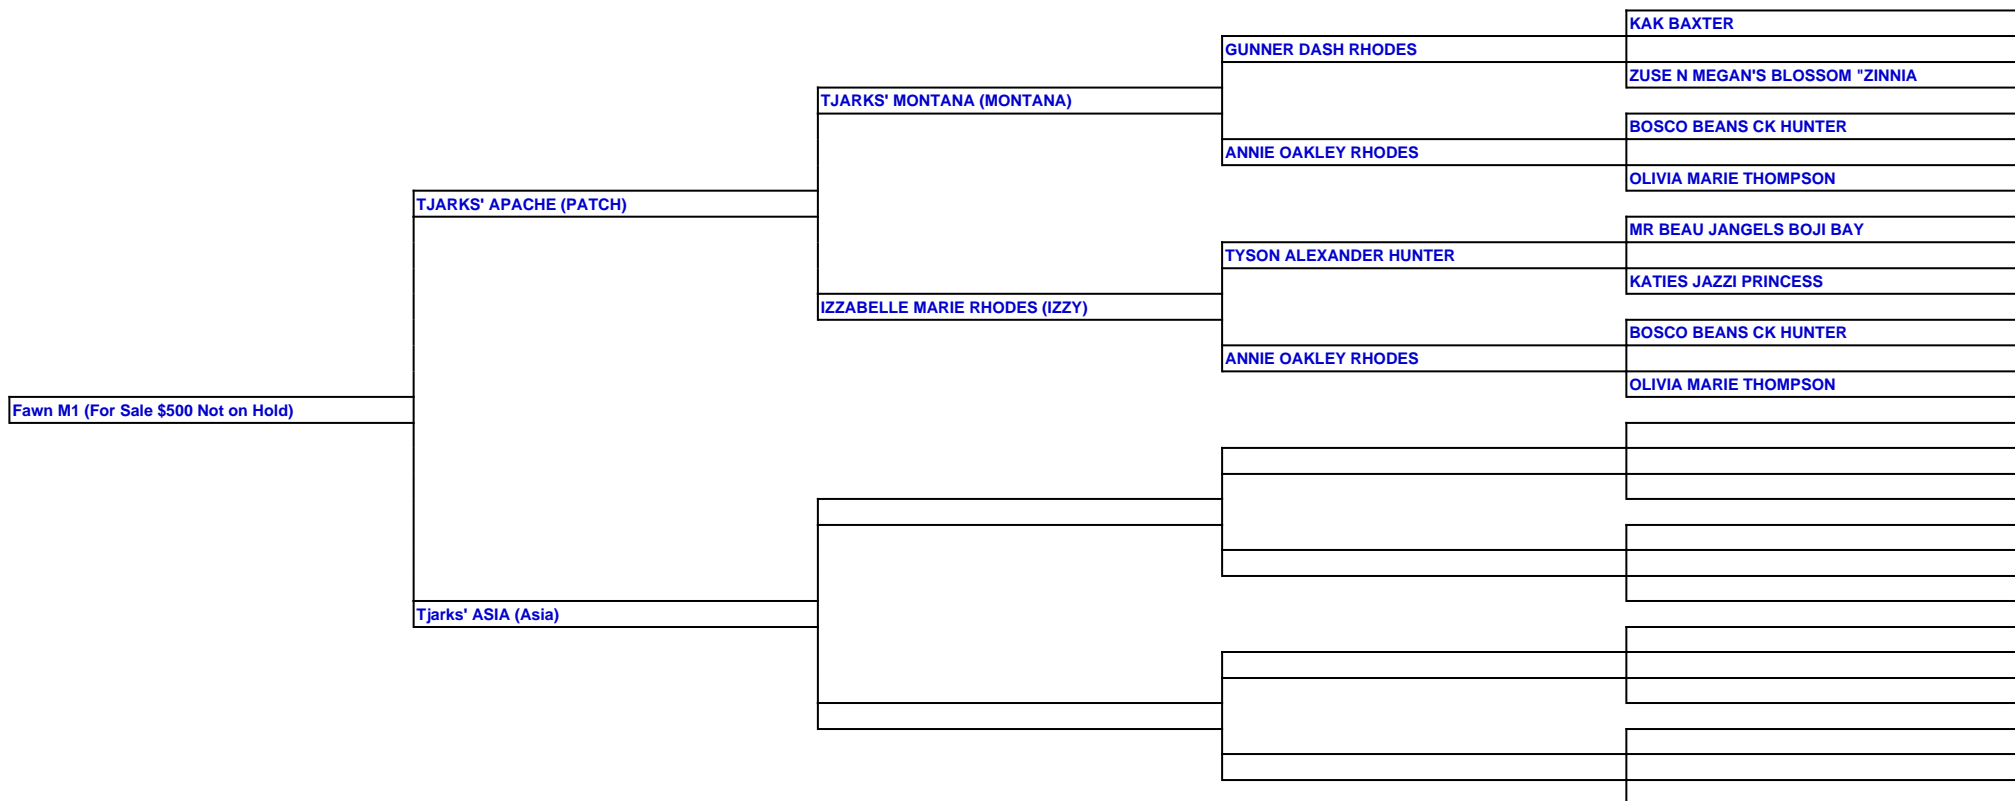 KAK BAXTER
GUNNER DASH RHODES
ZUSE N MEGAN'S BLOSSOM "ZINNIA
TJARKS' MONTANA (MONTANA)
BOSCO BEANS CK HUNTER
ANNIE OAKLEY RHODES
OLIVIA MARIE THOMPSON
TJARKS' APACHE (PATCH)
MR BEAU JANGELS BOJI BAY
TYSON ALEXANDER HUNTER
KATIES JAZZI PRINCESS
IZZABELLE MARIE RHODES (IZZY)
BOSCO BEANS CK HUNTER
ANNIE OAKLEY RHODES
OLIVIA MARIE THOMPSON
Fawn M1 (For Sale $500 Not on Hold)
Tjarks' ASIA (Asia)